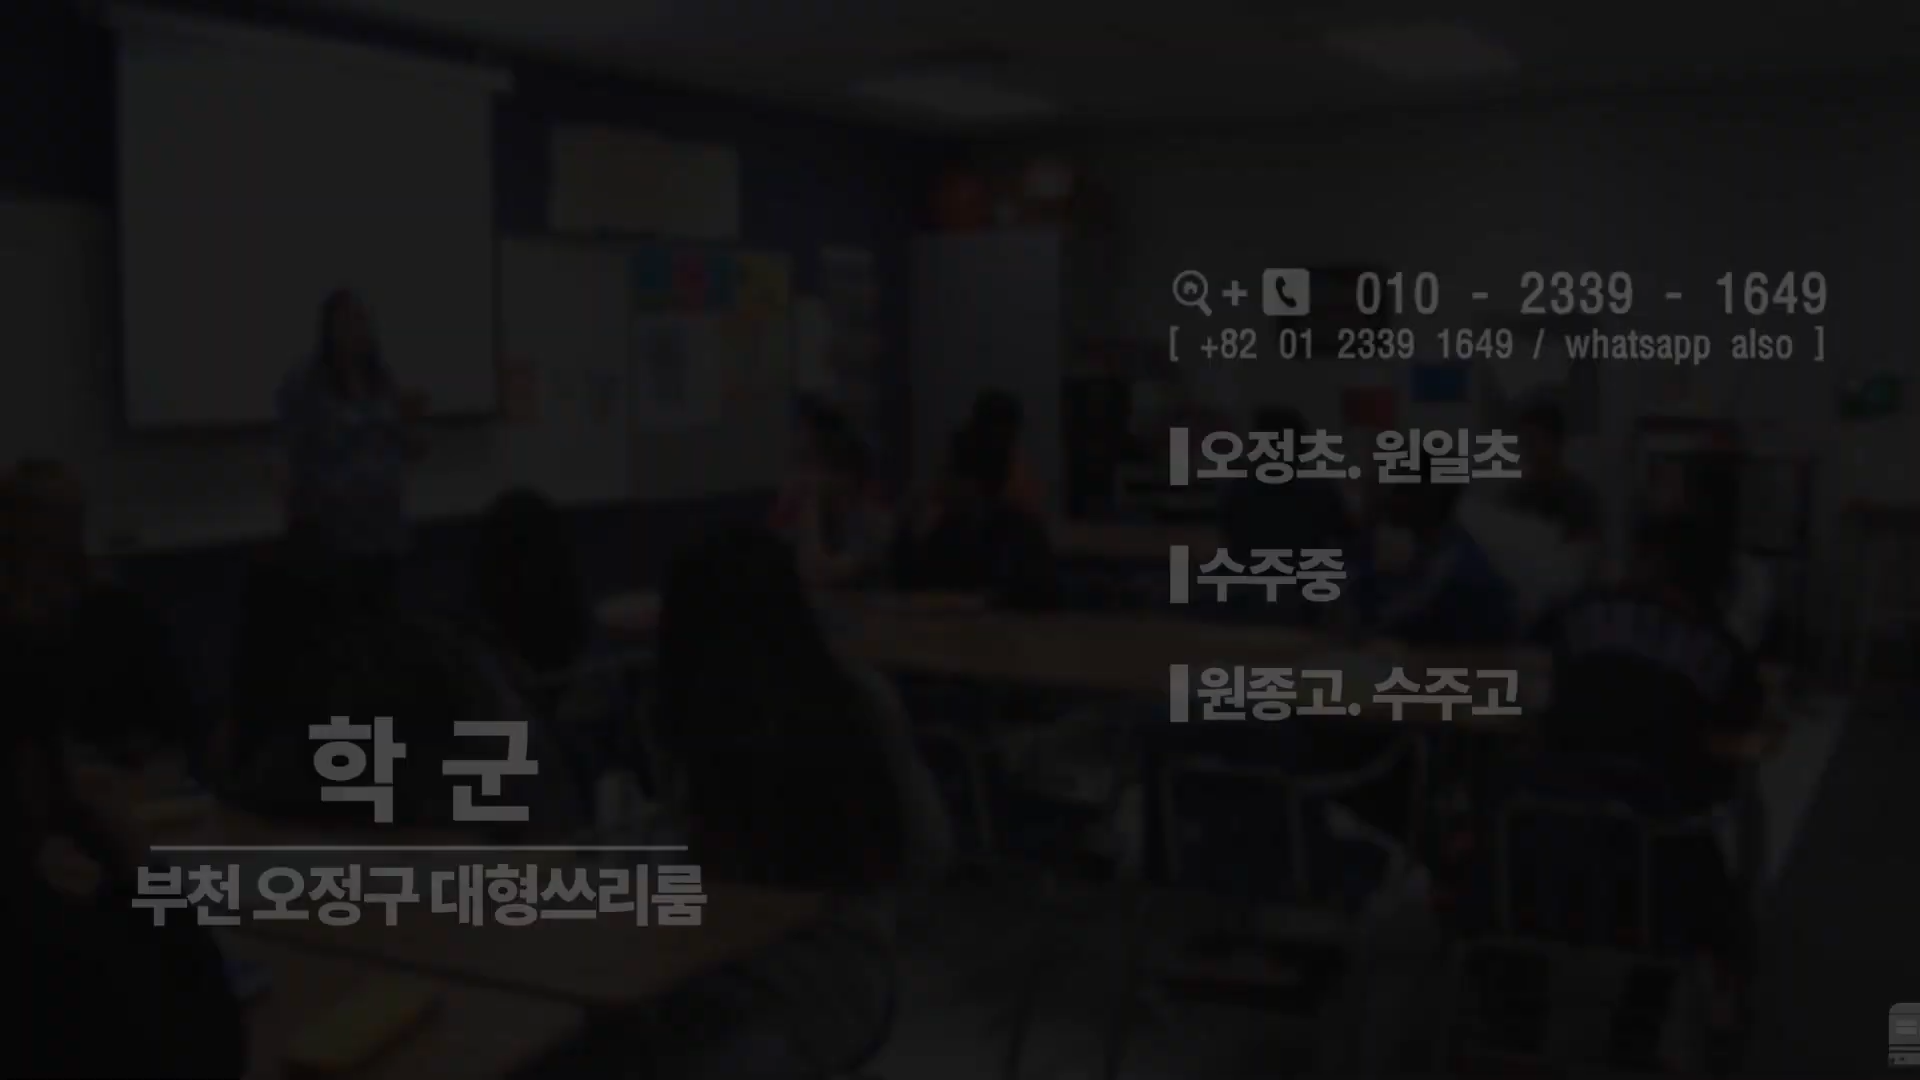 010 - 2339 - 1649
[ +82 01 2339 1649 / whatsapp also ]
오정초. 원일초
수주중
원종고. 수주고
학 군
부천 오정구 대형쓰리룸